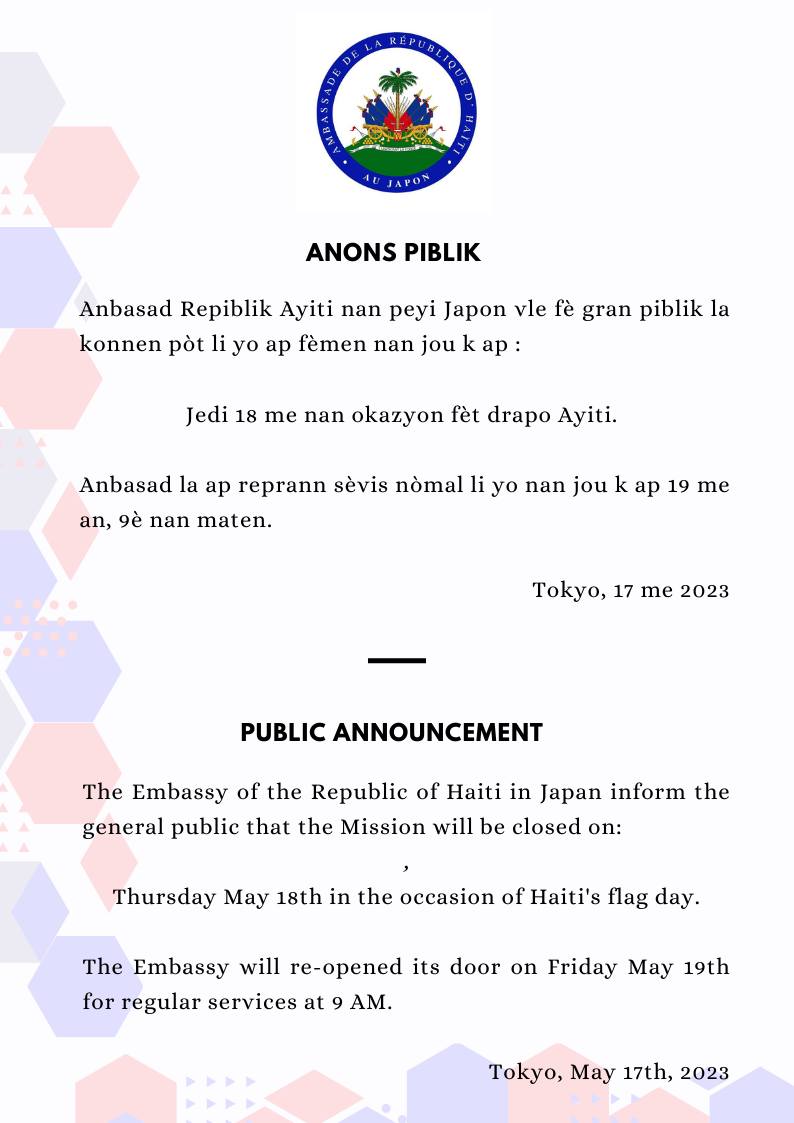 AMBASSADE DE LA RÉPUBLIQUE D' HAITI
AU JAPON
ANONS PIBLIK
Anbasad Repiblik Ayiti nan peyi Japon vle fè gran piblik la
konnen pòt li yo ap fèmen nan jou k ap :
Jedi 18 me nan okazyon fèt drapo Ayiti.
Anbasad la ap reprann sèvis nòmal li yo nan jou k ap 19 me
an, 9è nan maten.
Tokyo, 17 me 2023
PUBLIC ANNOUNCEMENT
The Embassy of the Republic of Haiti in Japan inform the
general public that the Mission will be closed on:
,
Thursday May 18th in the occasion of Haiti's flag day.
The Embassy will re-opened its door on Friday May 19th
for regular services at 9 AM.
Tokyo, May 17th, 2023